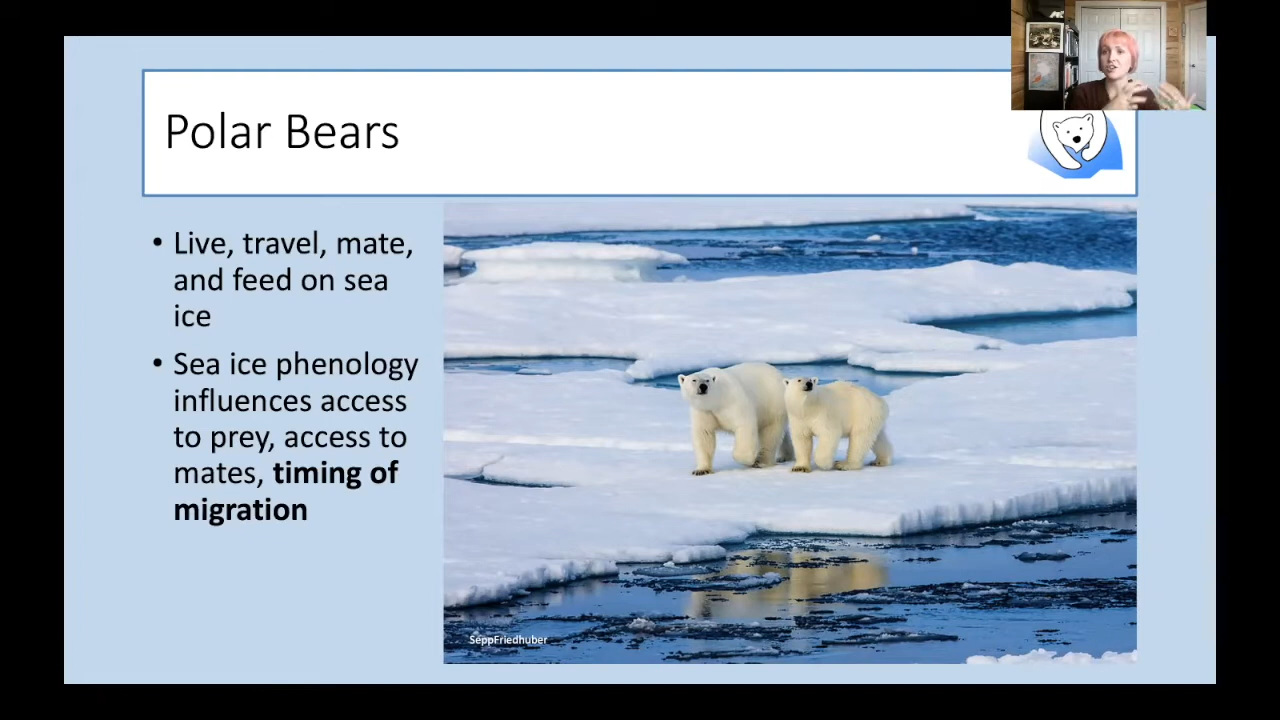 Polar Bears
• Live, travel, mate,
and feed on sea
ice
• Sea ice phenology
influences access
to prey, access to
mates, timing of
migration
SeppFriedhuber